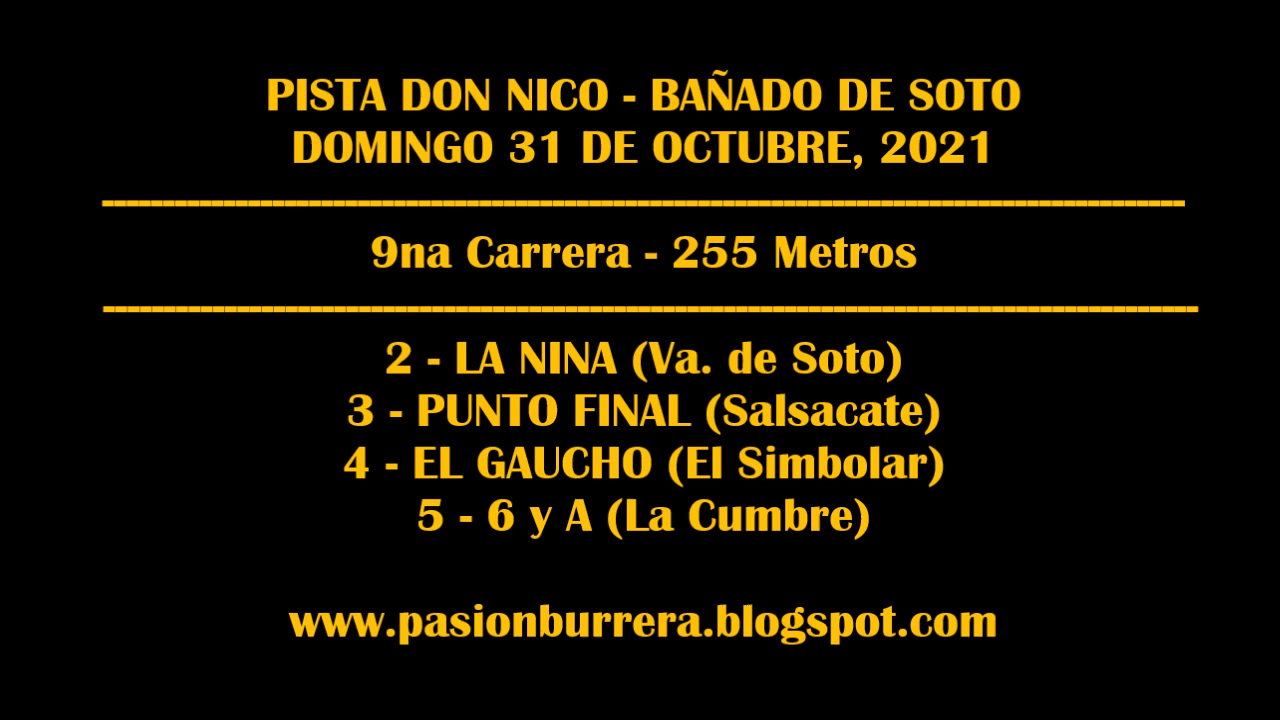 PISTA DON NICO - BAÑADO DE SOTO
DOMINGO 31 DE OCTUBRE, 2021
9na Carrera - 255 Metros
2 - LA NINA (Va. de Soto)
3 - PUNTO FINAL (Salsacate)
4 - EL GAUCHO (El Simbolar)
5 - 6 y A (La Cumbre)
www.pasionburrera.blogspot.com